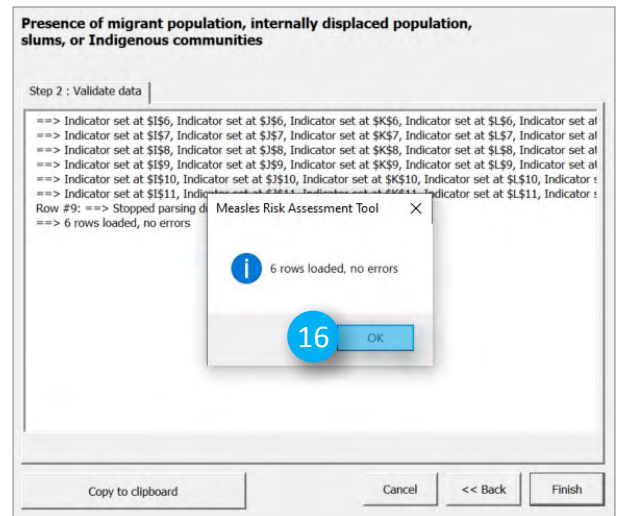 Presence of migrant population, internally displaced population,
slums, or Indigenous communities
Step 2 : Validate data
==> Indicator set at $I$6, Indicator set at $J$6, Indicator set at $K$6, Indicator set at $L$6, Indicator set at
==> Indicator set at $I$7, Indicator set at $J$7, Indicator set at $K$7, Indicator set at $L$7, Indicator set at
==> Indicator set at $I$8, Indicator set at $J$8, Indicator set at $K$8, Indicator set at $L$8, Indicator set at
==> Indicator set at $I$9, Indicator set at $J$9, Indicator set at $K$9, Indicator set at $L$9, Indicator set at
==> Indicator set at $I$10, Indicator set at $J$10, Indicator set at $K$10, Indicator set at $L$10, Indicator
==> Indicator set at $I$11, Indicator set at $J$11, Indicator set at $K$11, Indicator set at $L$11, Indicator
Row #9: ==> Stopped parsing
==> 6 rows loaded, no errors
Measles Risk Assessment Tool
6 rows loaded, no errors
16
OK
Copy to clipboard
Cancel
<< Back
Finish